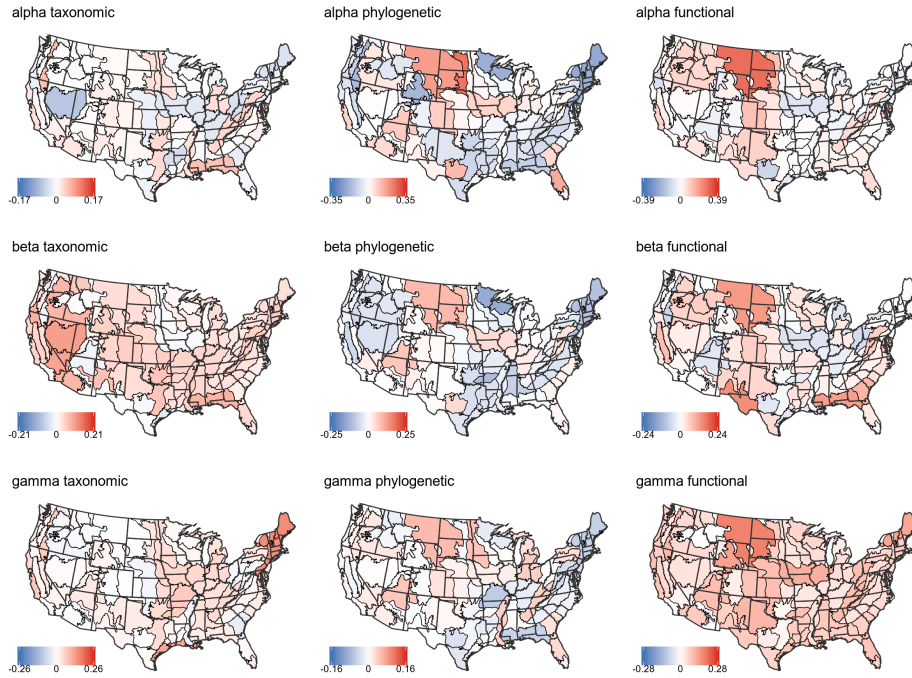 alpha taxonomic
alpha phylogenetic
alpha functional
-0.17 0 0.17
-0.35 0 0.35
-0.39 0 0.39
beta taxonomic
beta phylogenetic
beta functional
-0.21 0 0.21
-0.25 0 0.25
-0.24 0 0.24
gamma taxonomic
gamma phylogenetic
gamma functional
-0.26 0 0.26
-0.16 0 0.16
-0.28 0 0.28